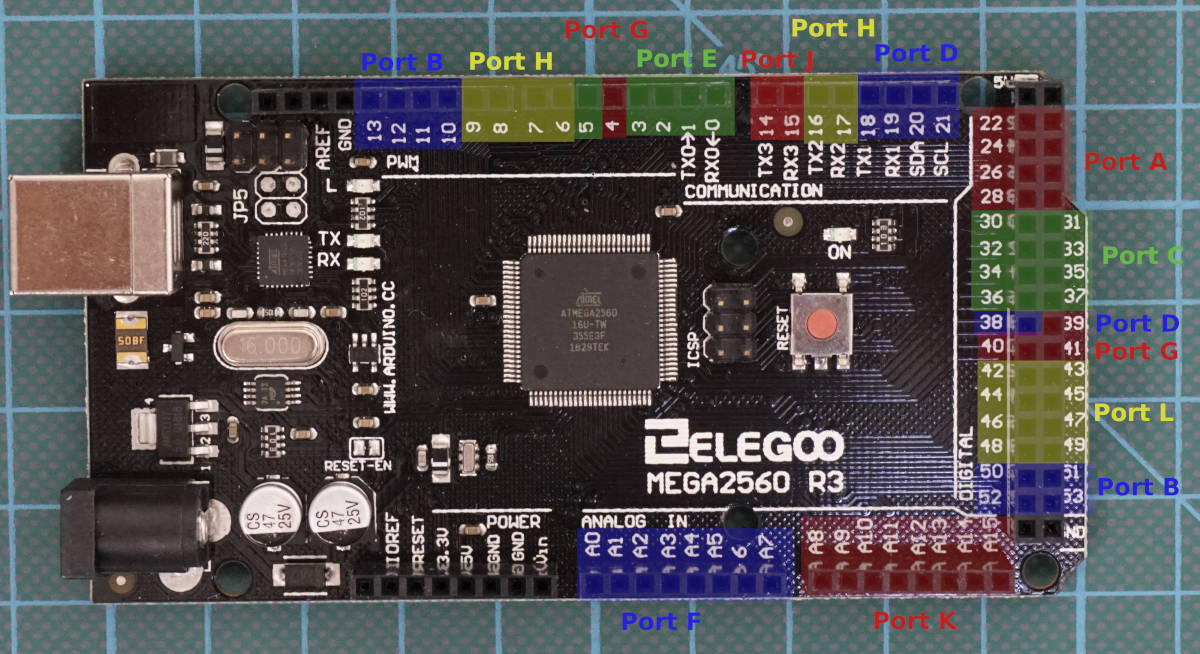 Port G
Port H
Port B
Port H
Port E
Port J
Port D
5V
AREF
GND
13
12
11
10
9
8
7
6
5
4
3
2
TX0→1
RX0←0
TX3 14
RX3 15
TX2 16
RX2 17
TX1 18
RX1 19
SDA 20
SCL 21
PWM
COMMUNICATION
22
24
26
28
Port A
30
31
32
33
34
35
36
37
Port C
38
39
Port D
40
41
Port G
42
43
44
45
46
47
48
49
Port L
50
51
52
53
Port B
DIGITAL
JP5
L
TX
RX
ON
RESET
ICSP
220
16.000
50BF
WWW.ARDUINO.CC
ATMEL
ATMEGA2560
16U-TW
35SE3F
1829TEK
ELEGOO
MEGA2560 R3
RESET-EN
CS
47
25V
CS
47
25V
POWER
IOREF
RESET
3.3V
5V
GND
GND
Vin
ANALOG IN
A0
A1
A2
A3
A4
A5
6
A7
A8
A9
A10
A11
A12
A13
A14
A15
Port F
Port K